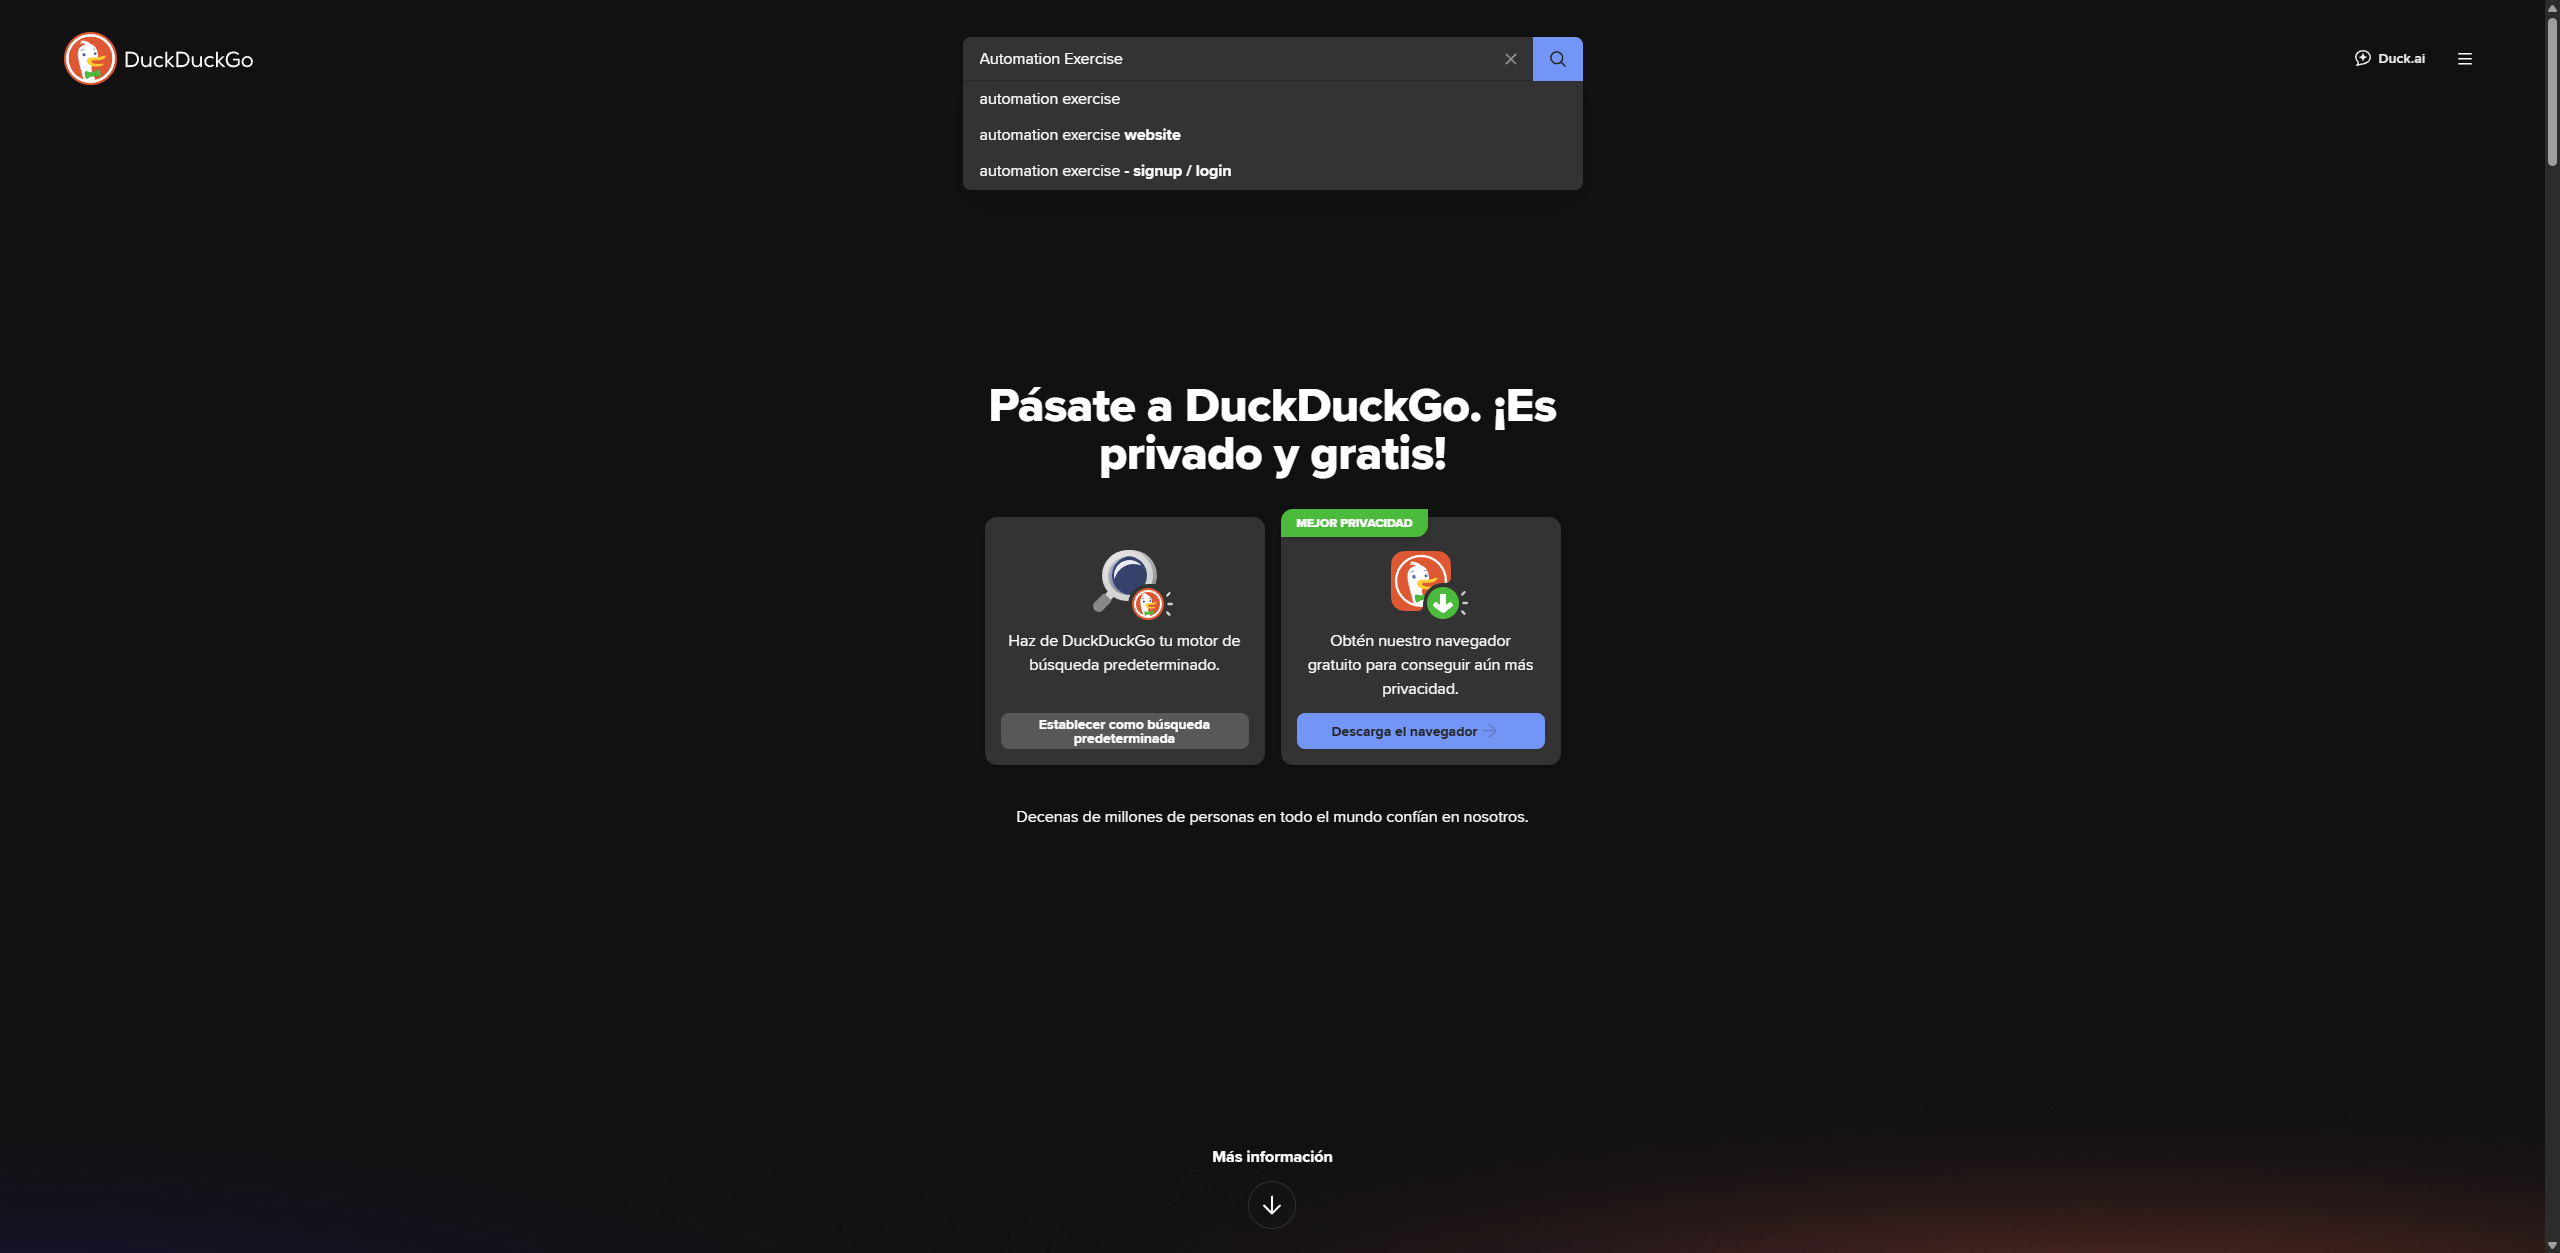 DuckDuckGo
Automation Exercise
Duck.ai
automation exercise
automation exercise website
automation exercise - signup / login
Pásate a DuckDuckGo. ¡Es
privado y gratis!
Haz de DuckDuckGo tu motor de
búsqueda predeterminado.
Establecer como búsqueda
predeterminada
MEJOR PRIVACIDAD
Obtén nuestro navegador
gratuito para conseguir aún más
privacidad.
Descarga el navegador
Decenas de millones de personas en todo el mundo confían en nosotros.
Más información